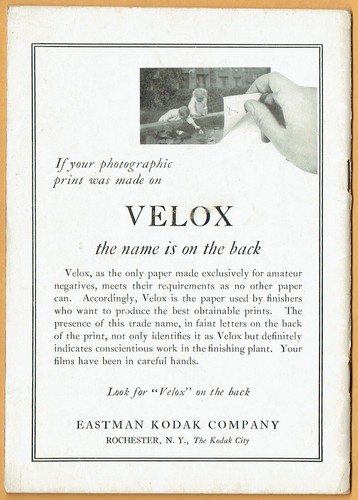 If your photographic
print was made on
VELOX
the name is on the back
Velox, as the only paper made exclusively for amateur
negatives, meets their requirements as no other paper
can. Accordingly, Velox is the paper used by finishers
who want to produce the best obtainable prints. The
presence of this trade name, in faint letters on the back
of the print, not only identifies it as Velox but definitely
indicates conscientious work in the finishing plant. Your
films have been in careful hands.
Look for "Velox" on the back
EASTMAN KODAK COMPANY
ROCHESTER, N. Y., The Kodak City